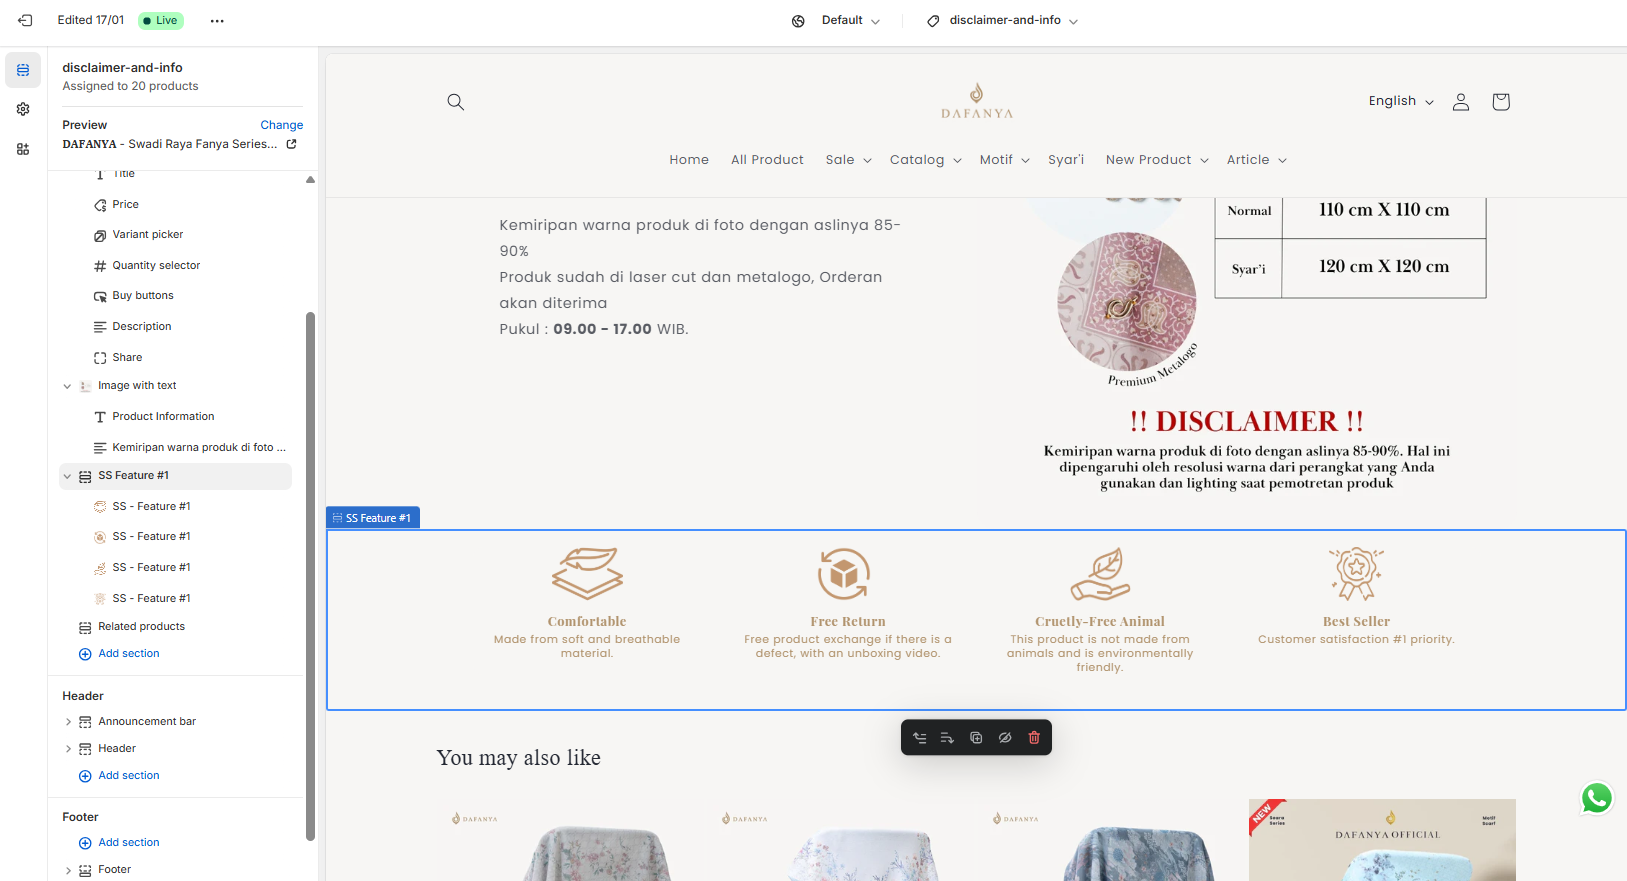 Edited 17/01
Live
Default
disclaimer-and-info
disclaimer-and-info
Assigned to 20 products
Preview
Change
DAFANYA - Swadi Raya Fanya Series...
Title
Price
Variant picker
Quantity selector
Buy buttons
Description
Share
Image with text
Product Information
Kemiripan warna produk di foto ...
SS Feature #1
SS - Feature #1
SS - Feature #1
SS - Feature #1
SS - Feature #1
Related products
Add section
Header
Announcement bar
Header
Add section
Footer
Add section
Footer
DAFANYA
English
Home
All Product
Sale
Catalog
Motif
Syar'i
New Product
Article
Kemiripan warna produk di foto dengan aslinya 85-
90%
Produk sudah di laser cut dan metalogo, Orderan
akan diterima
Pukul : 09.00 - 17.00 WIB.
Normal
110 cm X 110 cm
Syar'i
120 cm X 120 cm
Premium Metalogo
!! DISCLAIMER !!
Kemiripan warna produk di foto dengan aslinya 85-90%. Hal ini
dipengaruhi oleh resolusi warna dari perangkat yang Anda
gunakan dan lighting saat pemotretan produk
SS Feature #1
Comfortable
Made from soft and breathable
material.
Free Return
Free product exchange if there is a
defect, with an unboxing video.
Cruetly-Free Animal
This product is not made from
animals and is environmentally
friendly.
Best Seller
Customer satisfaction #1 priority.
You may also like
DAFANYA
DAFANYA
DAFANYA
NEW
Series
DAFANYA OFFICIAL
Motif
Scarf